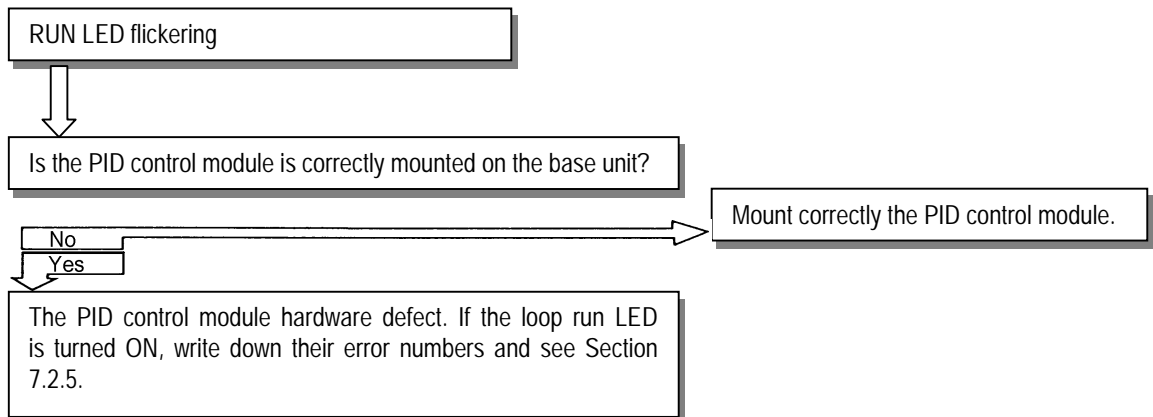 RUN LED flickering
Is the PID control module is correctly mounted on the base unit?
Mount correctly the PID control module.
No
Yes
The PID control module hardware defect. If the loop run LED
is turned ON, write down their error numbers and see Section
7.2.5.